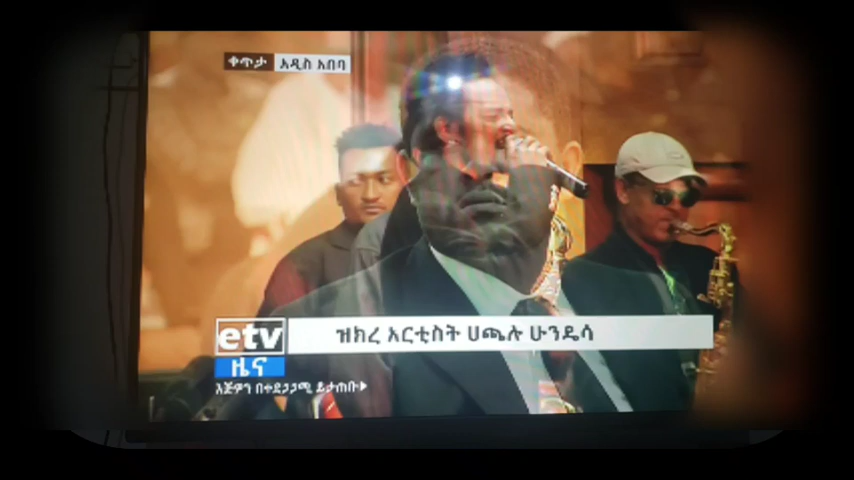 ቀጥታ አዲስ አበባ
etv ዝክረ አርቲስት ሀጫሉ ሁንዴሳ
ዜና
እጅዎን በተደጋጋሚ ይታጠቡ